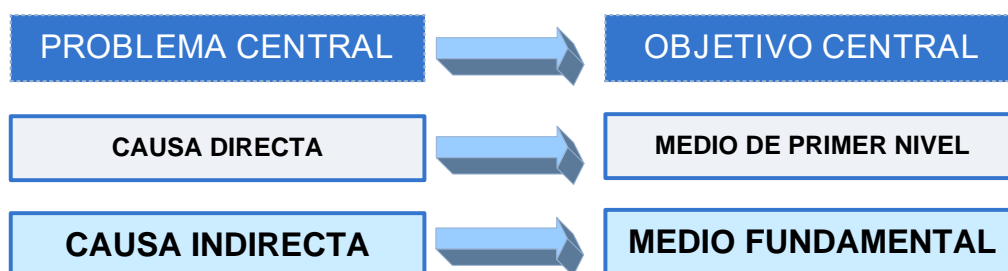 PROBLEMA CENTRAL
OBJETIVO CENTRAL
CAUSA DIRECTA
MEDIO DE PRIMER NIVEL
CAUSA INDIRECTA
MEDIO FUNDAMENTAL